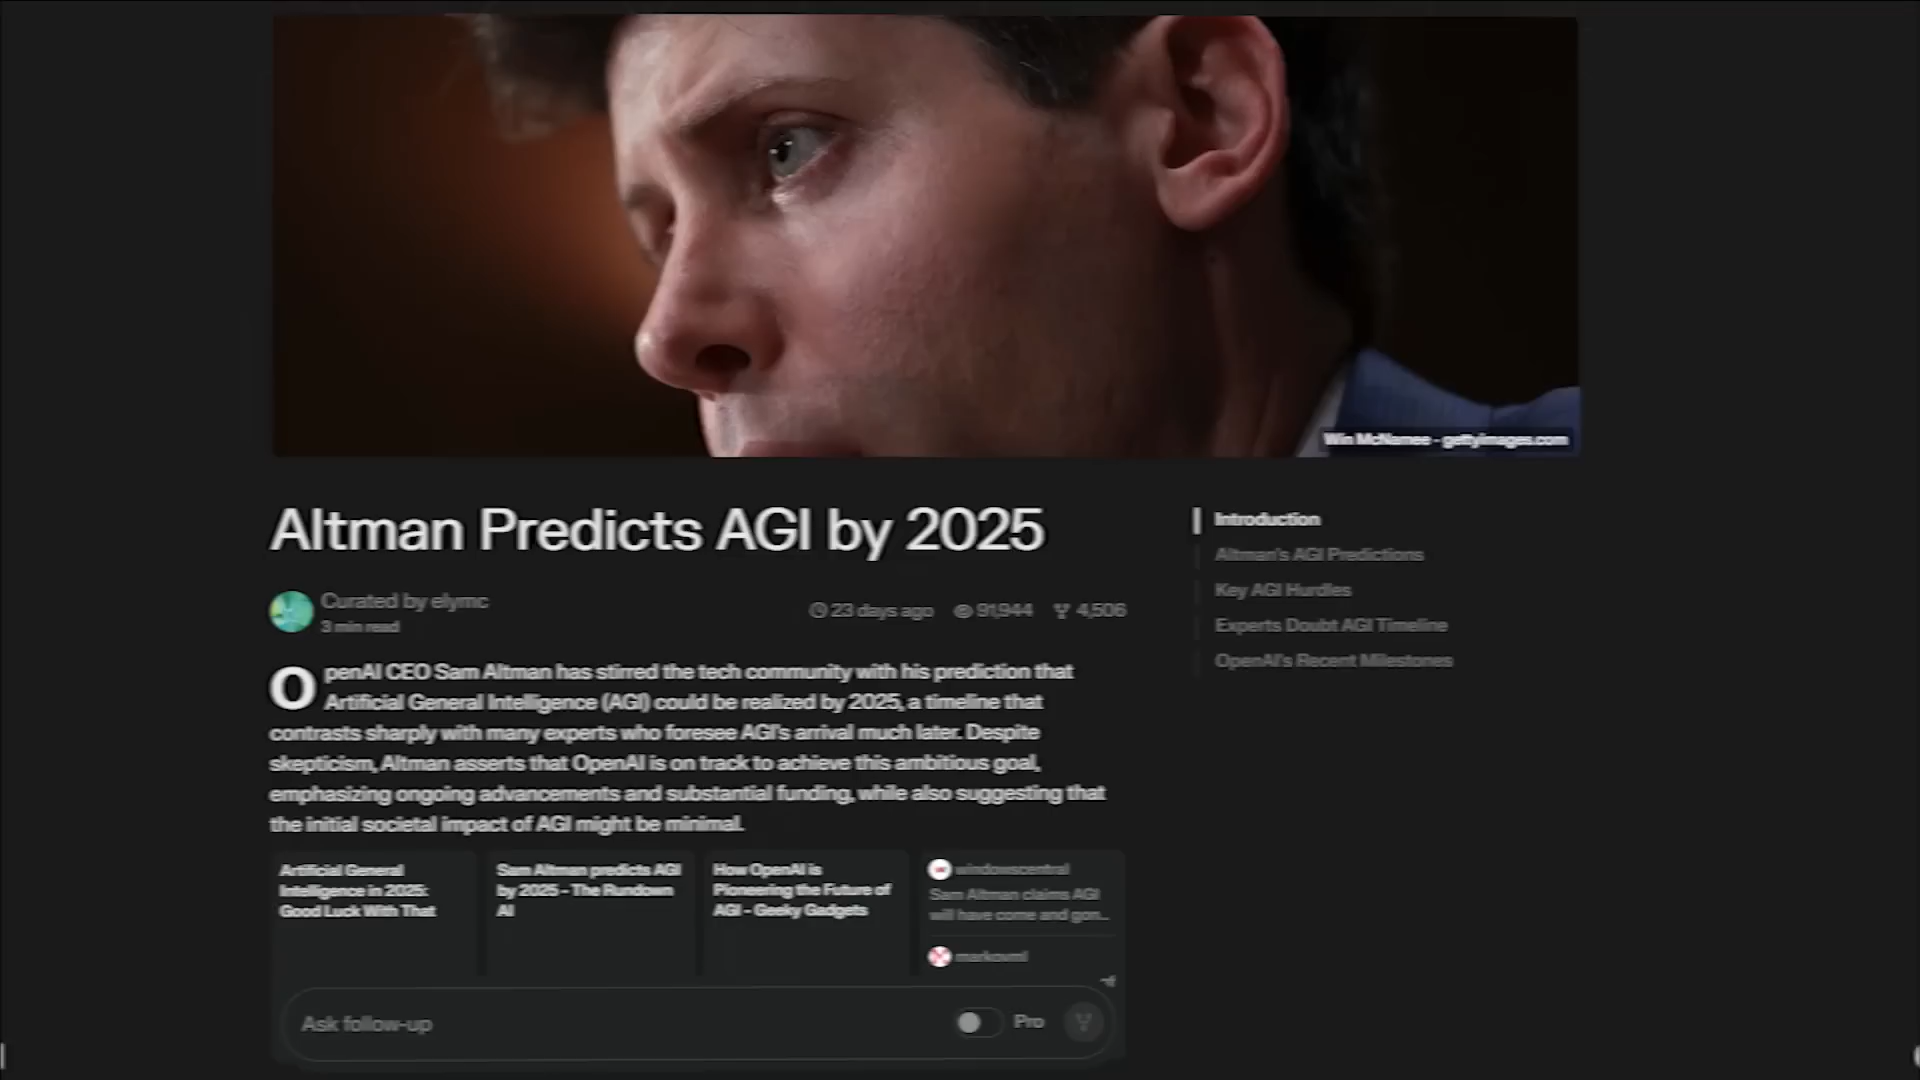 Win McNamee - gettyimages.com
Altman Predicts AGI by 2025
Curated by elymc
3 min read
23 days ago
91,944
4,506
OpenAI CEO Sam Altman has stirred the tech community with his prediction that
Artificial General Intelligence (AGI) could be realized by 2025, a timeline that
contrasts sharply with many experts who foresee AGI's arrival much later. Despite
skepticism, Altman asserts that OpenAI is on track to achieve this ambitious goal,
emphasizing ongoing advancements and substantial funding, while also suggesting that
the initial societal impact of AGI might be minimal.
Introduction
Altman's AGI Predictions
Key AGI Hurdles
Experts Doubt AGI Timeline
OpenAI's Recent Milestones
Artificial General
Intelligence in 2025:
Good Luck With That
Sam Altman predicts AGI
by 2025 - The Rundown
AI
How OpenAI is
Pioneering the Future of
AGI - Geeky Gadgets
windowscentral
Sam Altman claims AGI
will have come and gon...
markovml
Ask follow-up
Pro